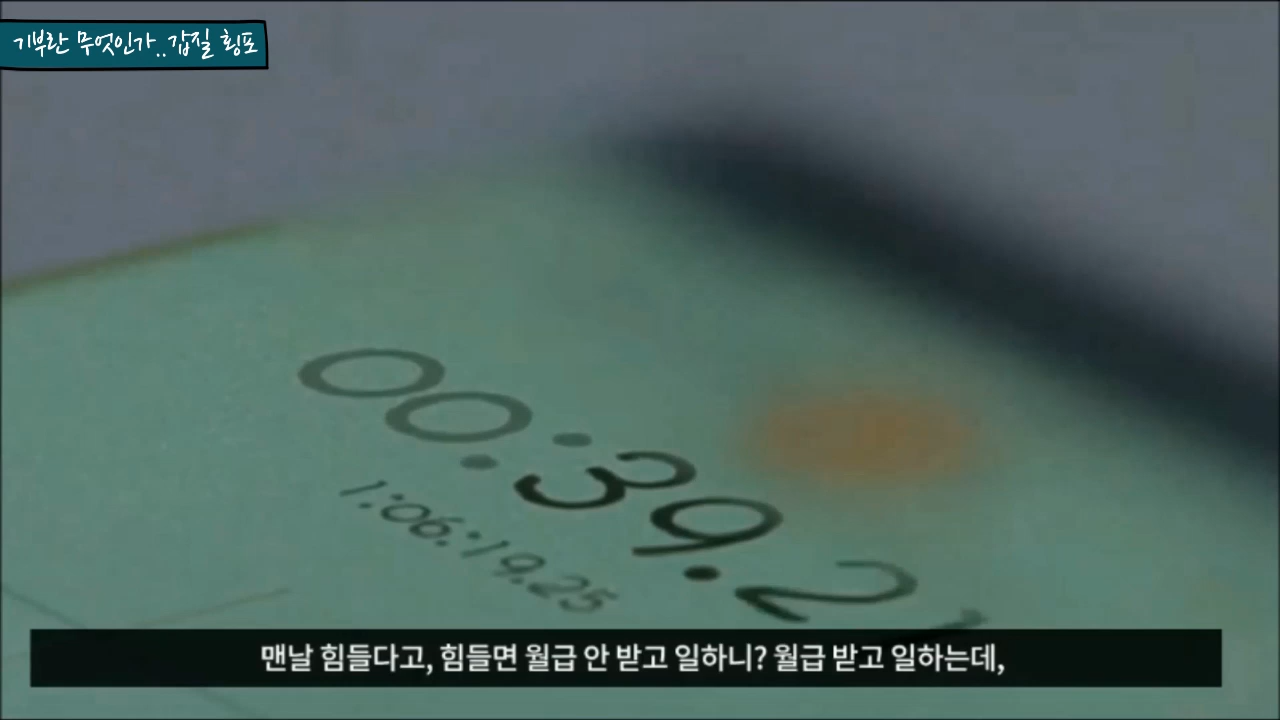 기부란 무엇인가..갑질 횡포
00:39.21
1:06:19.25
맨날 힘들다고, 힘들면 월급 안 받고 일하니? 월급 받고 일하는데,